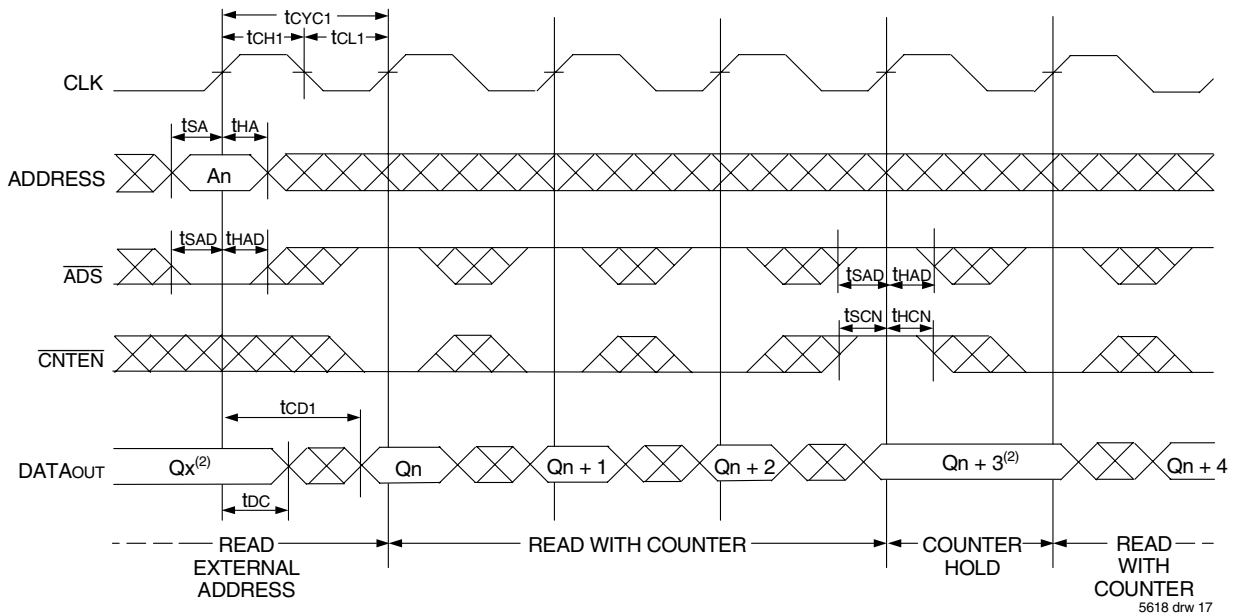 tCYC1
tCH1 tCL1
CLK
tSA tHA
ADDRESS An
tSAD tHAD
ADS
tSAD tHAD
tSCN tHCN
CNTEN
tCD1
DATAOUT Qx(2) Qn Qn + 1 Qn + 2 Qn + 3(2) Qn + 4
tDC
READ EXTERNAL ADDRESS
READ WITH COUNTER
COUNTER HOLD
READ WITH COUNTER
5618 drw 17